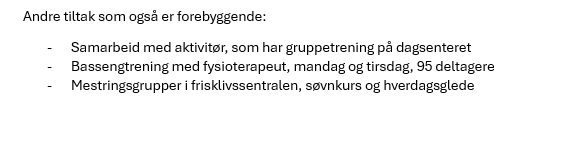 Andre tiltak som også er forebyggende:
- Samarbeid med aktivitør, som har gruppetrening på dagsenteret
- Bassengtrening med fysioterapeut, mandag og tirsdag, 95 deltagere
- Mestringsgrupper i frisklivssentralen, søvnkurs og hverdagsglede